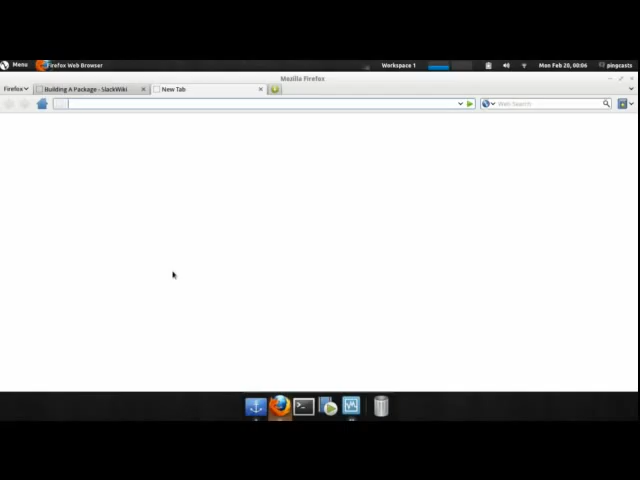 Menu Firefox Web Browser Workspace 1 Mon Feb 20, 00:06 pingcasts
Mozilla Firefox
Firefox Building A Package - SlackWiki New Tab
Web Search